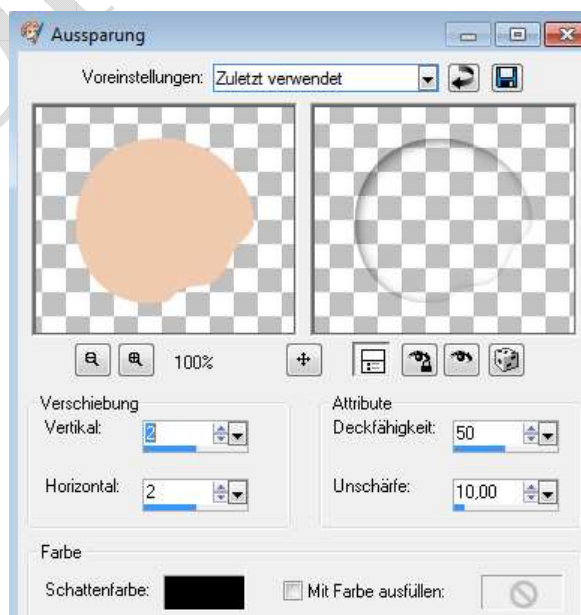 Aussparung
Voreinstellungen: Zuletzt verwendet
100%
Verschiebung
Vertikal: 2
Horizontal: 2
Attribute
Deckfähigkeit: 50
Unschärfe: 10,00
Farbe
Schattenfarbe:
Mit Farbe ausfüllen: